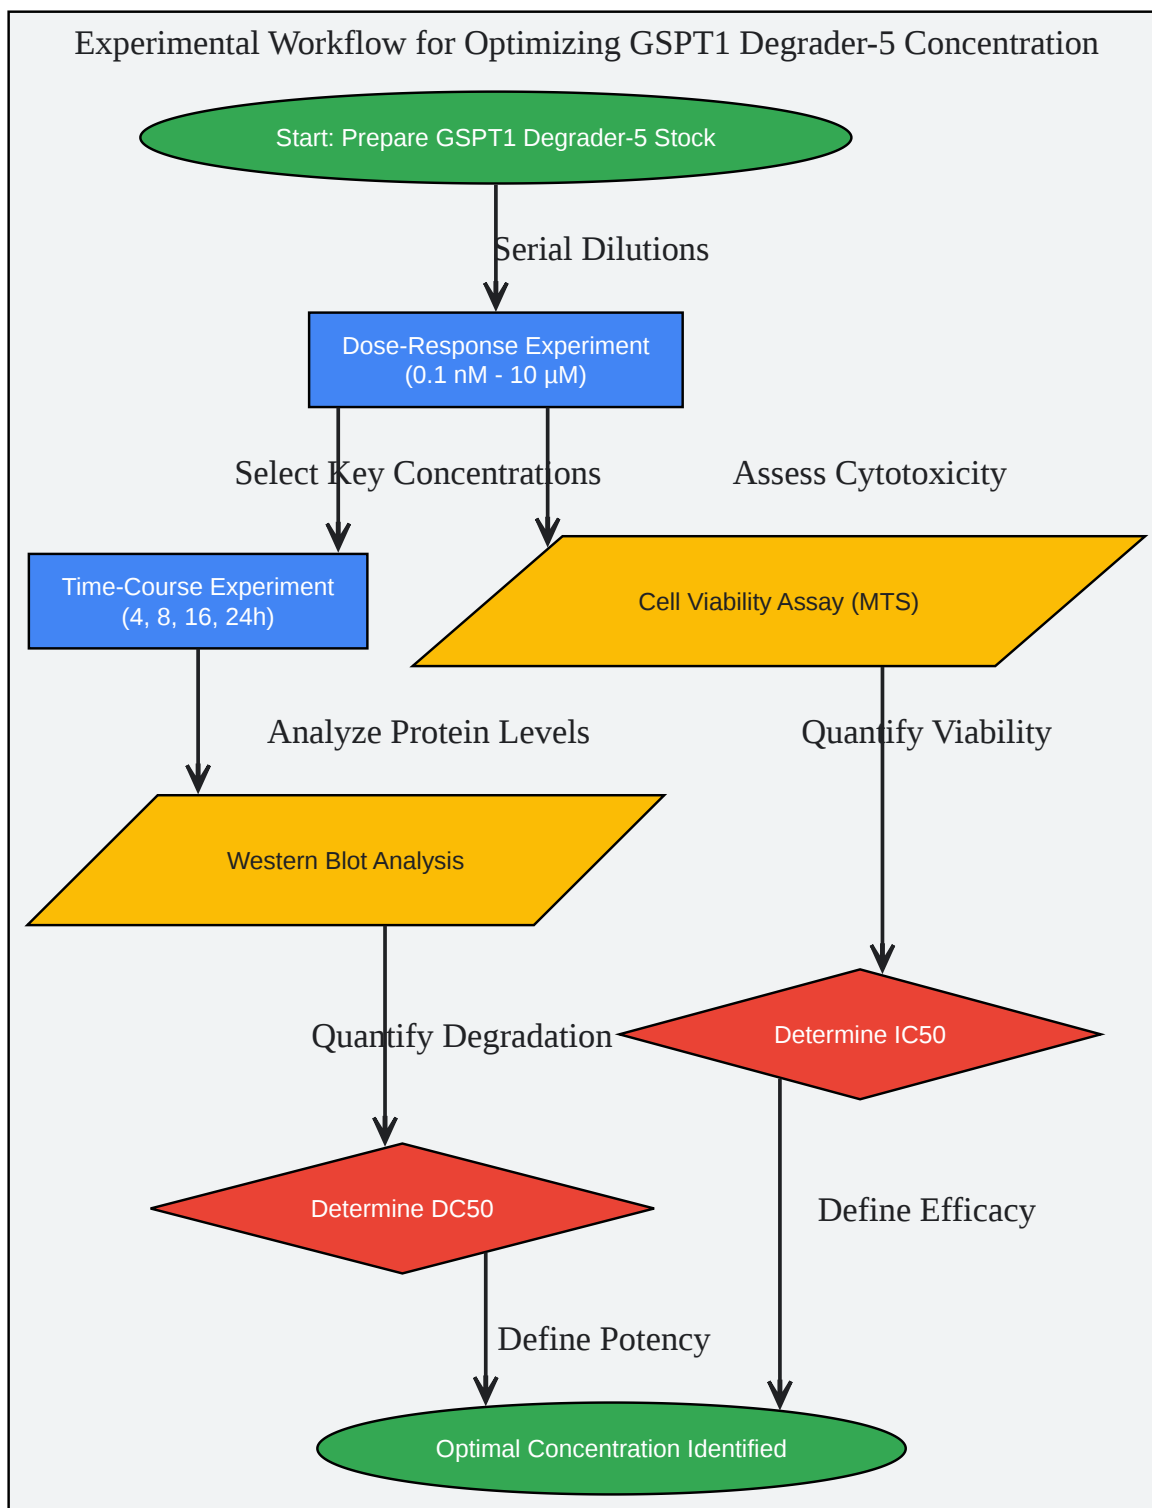 Experimental Workflow for Optimizing GSPT1 Degrader-5 Concentration
Start: Prepare GSPT1 Degrader-5 Stock
Serial Dilutions
Dose-Response Experiment
(0.1 nM - 10 µM)
Select Key Concentrations
Assess Cytotoxicity
Time-Course Experiment
(4, 8, 16, 24h)
Cell Viability Assay (MTS)
Analyze Protein Levels
Quantify Viability
Western Blot Analysis
Quantify Degradation
Determine IC50
Determine DC50
Define Efficacy
Define Potency
Optimal Concentration Identified